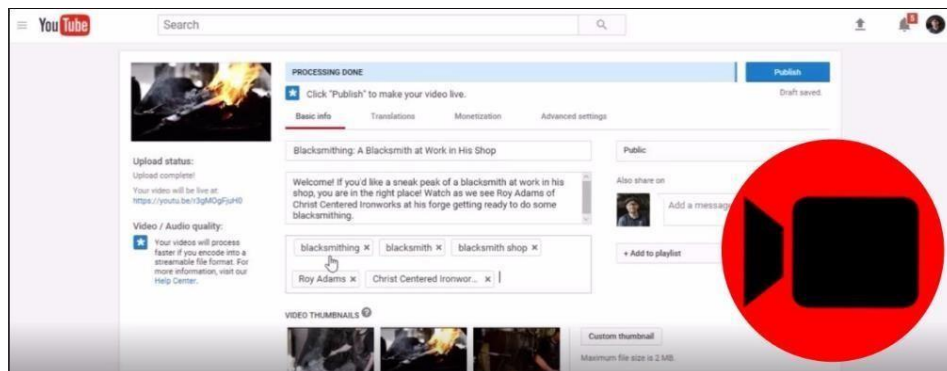 YouTube
Search
5
PROCESSING DONE
Publish
Click "Publish" to make your video live.
Draft saved.
Basic info
Translations
Monetization
Advanced settings
Upload status:
Upload complete!
Your video will be live at:
https://youtu.be/r3gMOgFjuH0
Video / Audio quality:
Your videos will process
faster if you encode into a
streamable file format. For
more information, visit our
Help Center.
Blacksmithing: A Blacksmith at Work in His Shop
Welcome! If you'd like a sneak peak of a blacksmith at work in his
shop, you are in the right place! Watch as we see Roy Adams of
Christ Centered Ironworks at his forge getting ready to do some
blacksmithing.
blacksmithing × blacksmith × blacksmith shop ×
Roy Adams × Christ Centered Ironwor... ×
VIDEO THUMBNAILS ?
Public
Also share on
Add a message
+ Add to playlist
Custom thumbnail
Maximum file size is 2 MB.